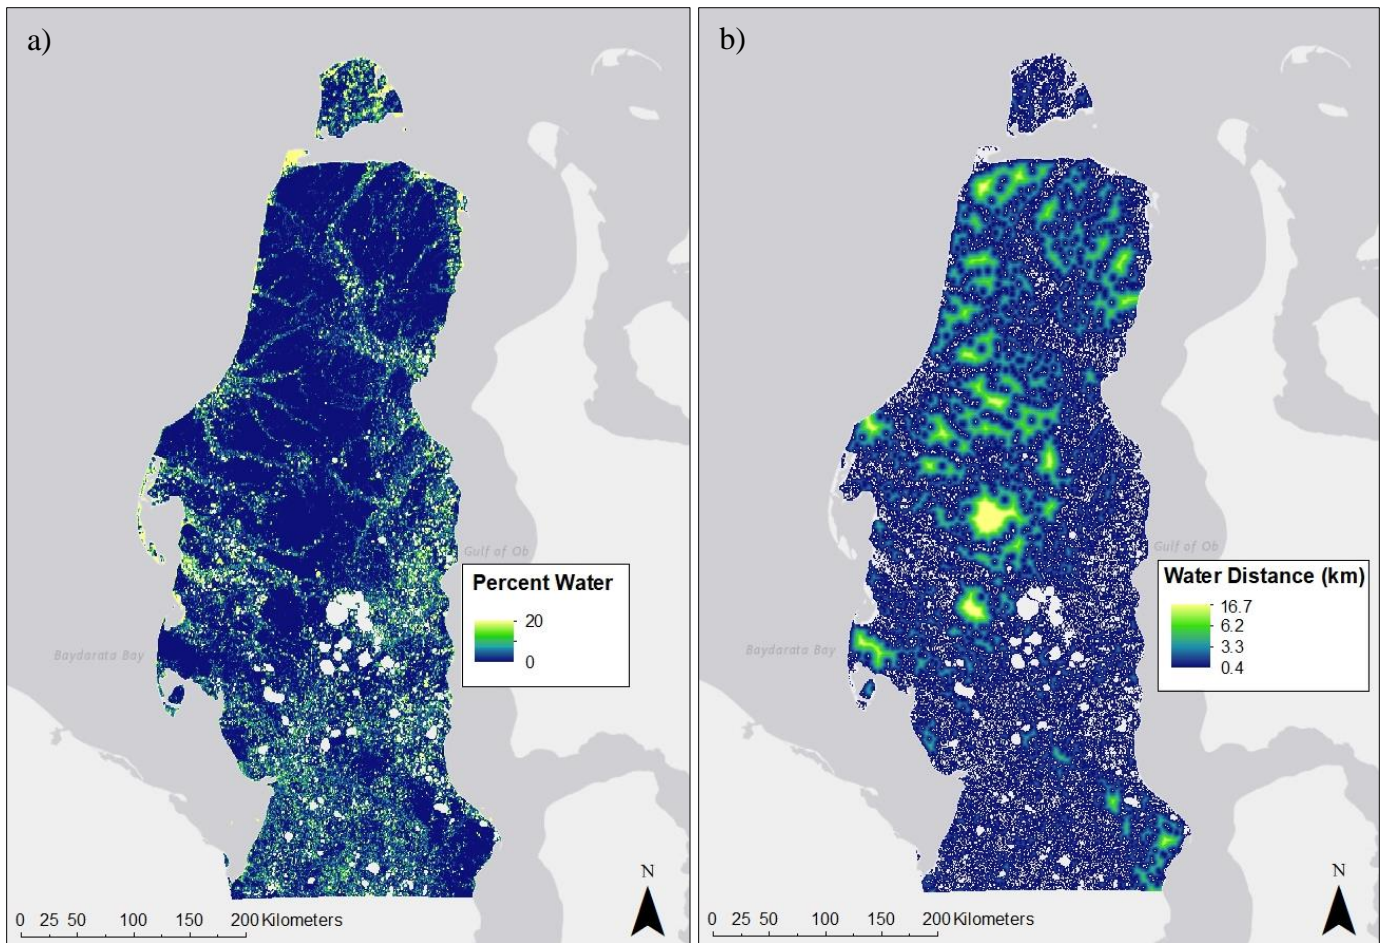 a)
Gulf of Ob
Percent Water
20
0
Baydarata Bay
N
0 25 50 100 150 200 Kilometers
b)
Gulf of Ob
Water Distance (km)
16.7
6.2
3.3
0.4
Baydarata Bay
N
0 25 50 100 150 200 Kilometers